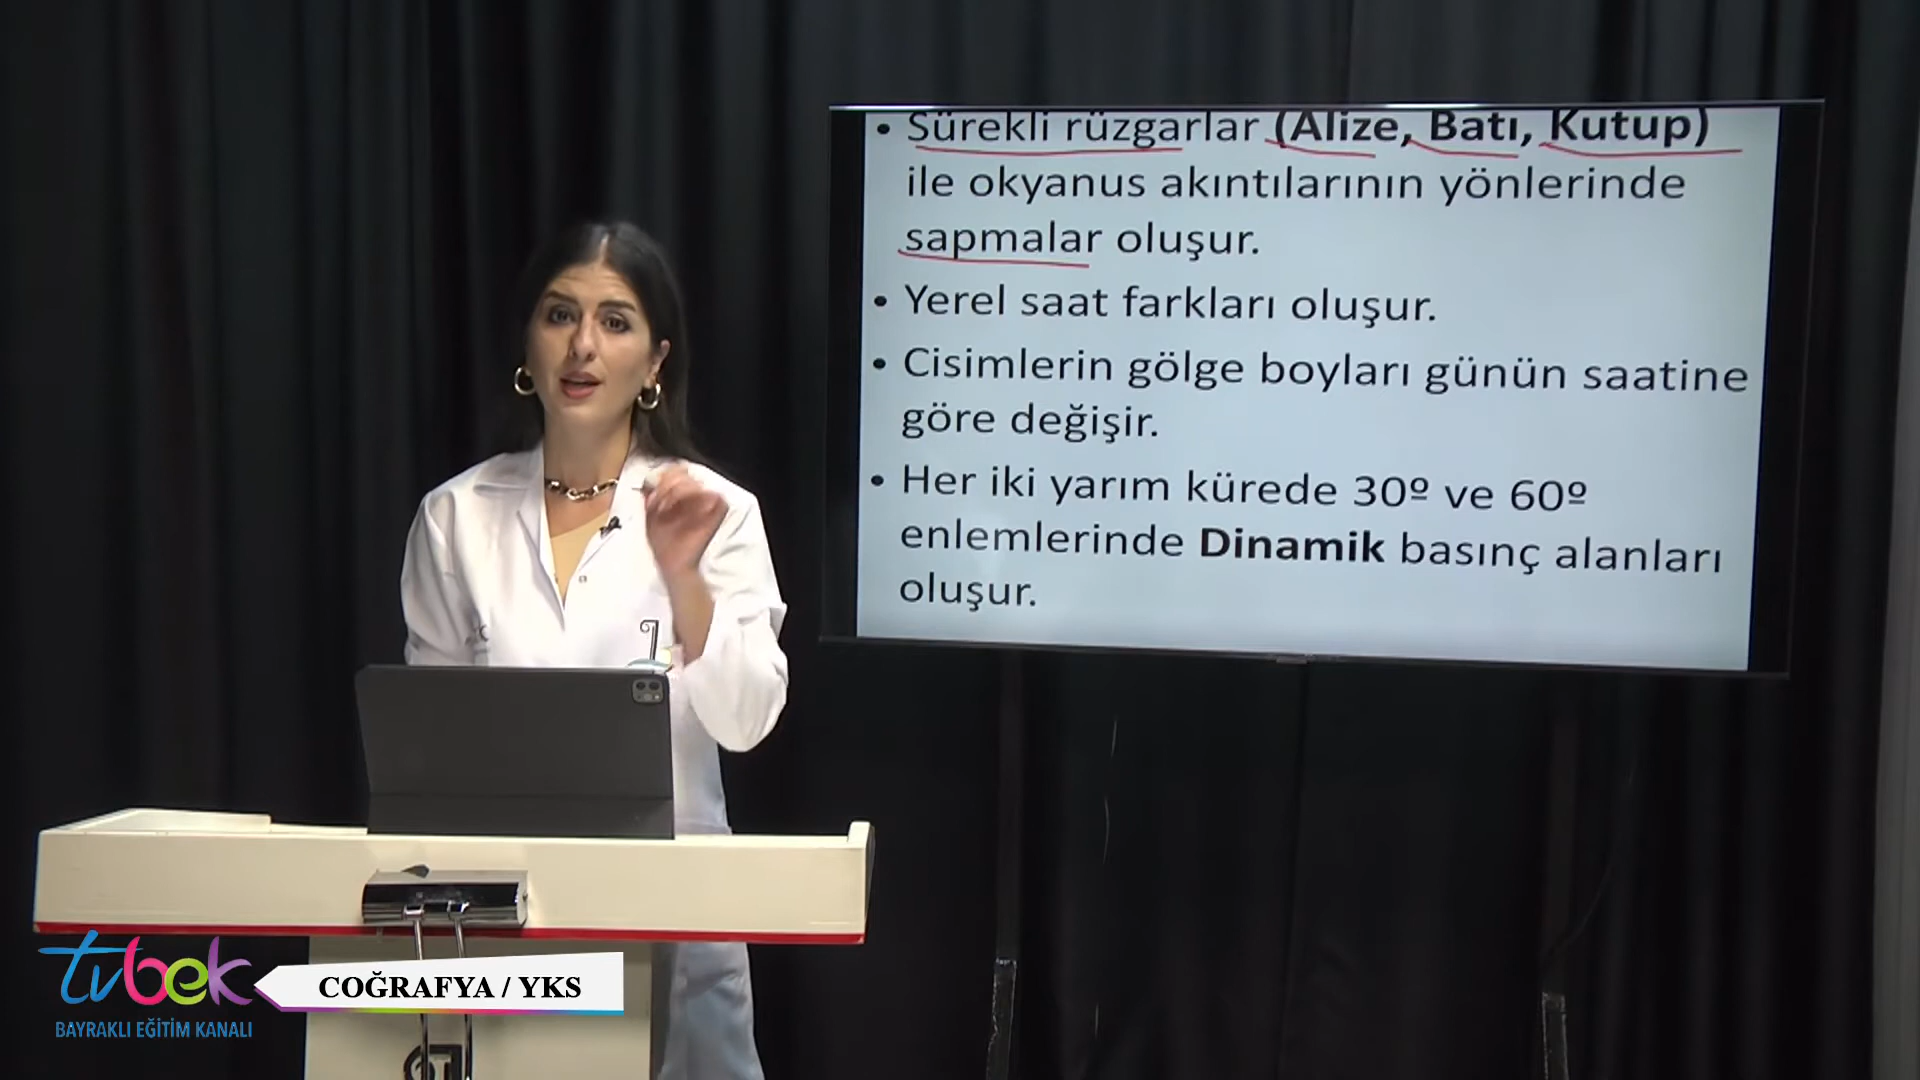 • Sürekli rüzgarlar (Alize, Batı, Kutup)
ile okyanus akıntılarının yönlerinde
sapmalar oluşur.
• Yerel saat farkları oluşur.
• Cisimlerin gölge boyları günün saatine
göre değişir.
• Her iki yarım kürede 30º ve 60º
enlemlerinde Dinamik basınç alanları
oluşur.
tvbek
BAYRAKLI EĞİTİM KANALI
COĞRAFYA / YKS